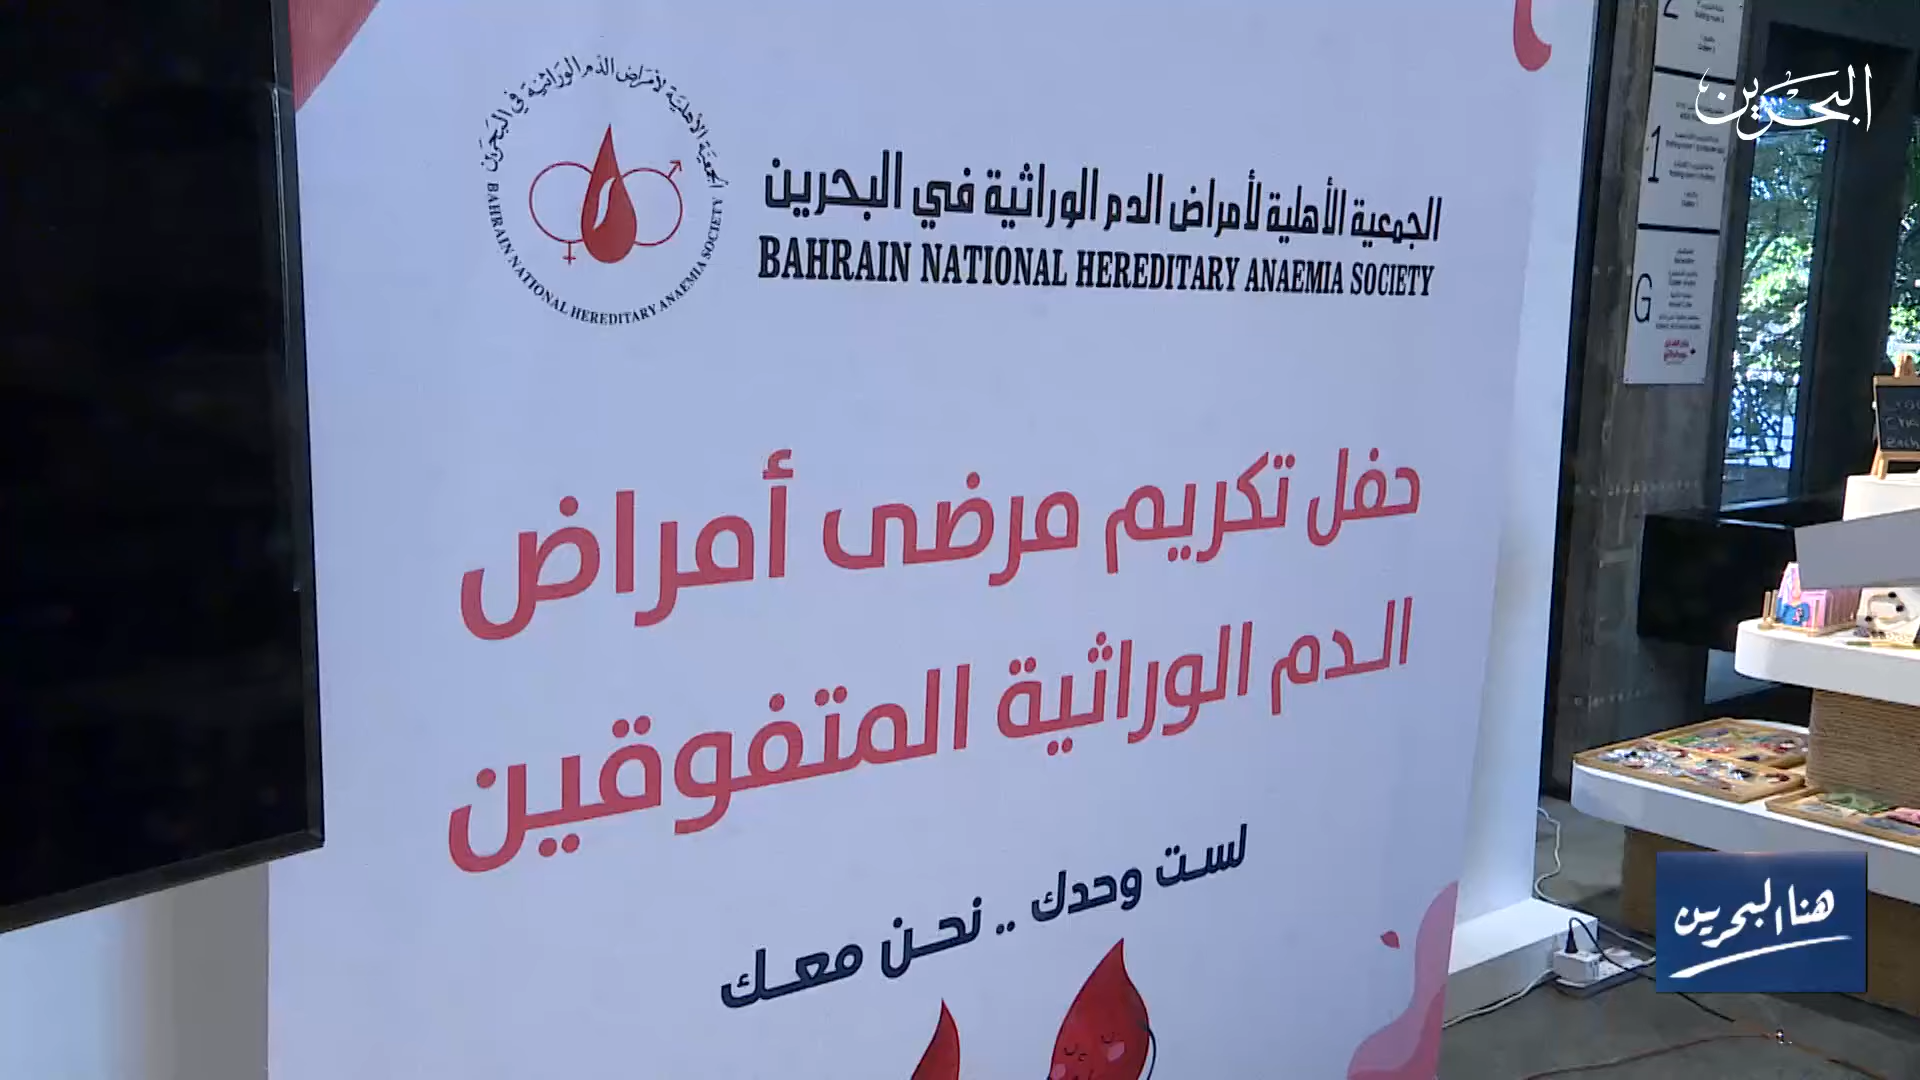 البحرين
الجمعية الأهلية لأمراض الدم الوراثية في البحرين
BAHRAIN NATIONAL HEREDITARY ANAEMIA SOCIETY
الجمعية الأهلية لأمراض الدم الوراثية في البحرين
BAHRAIN NATIONAL HEREDITARY ANAEMIA SOCIETY
حفل تكريم مرضى أمراض
الدم الوراثية المتفوقين
لست وحدك .. نحن معك
هنا البحرين
2
1
G